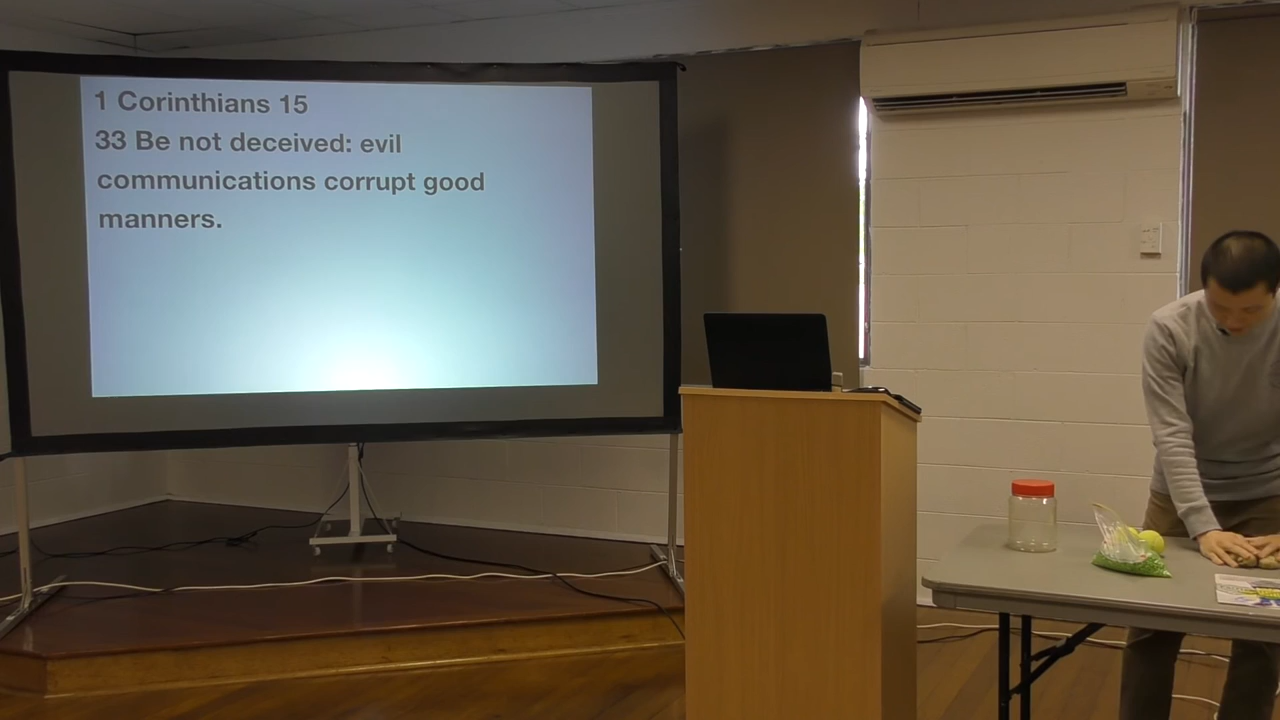 1 Corinthians 15
33 Be not deceived: evil
communications corrupt good
manners.